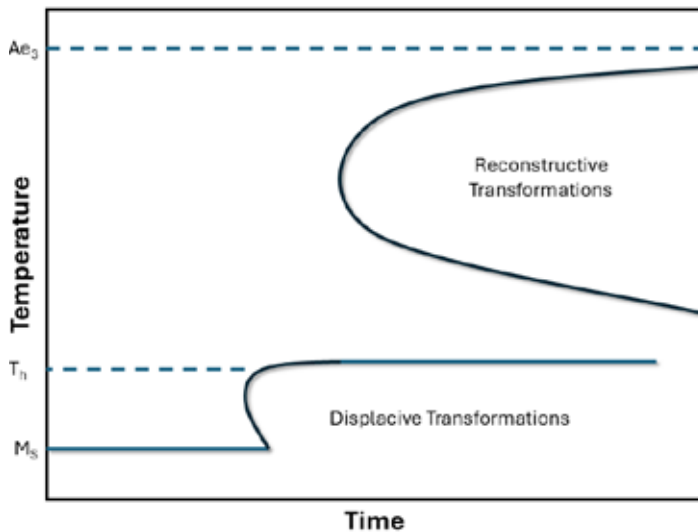 Ae₃
Reconstructive
Transformations
Temperature
Tₕ
Displacive Transformations
Mₛ
Time